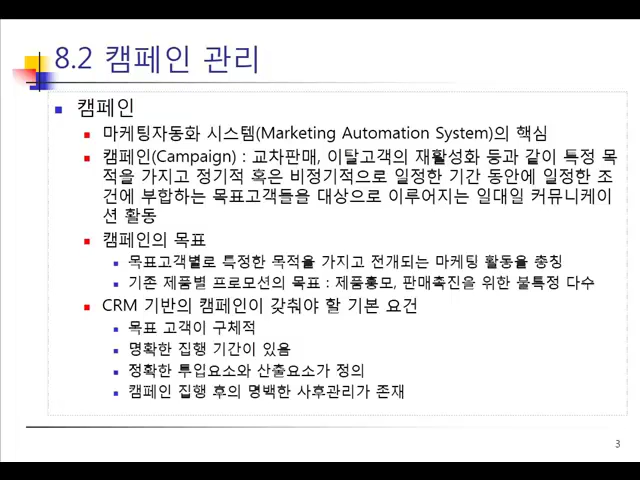 8.2 캠페인 관리
캠페인
마케팅자동화 시스템(Marketing Automation System)의 핵심
캠페인(Campaign) : 교차판매, 이탈고객의 재활성화 등과 같이 특정 목
적을 가지고 정기적 혹은 비정기적으로 일정한 기간 동안에 일정한 조
건에 부합하는 목표고객들을 대상으로 이루어지는 일대일 커뮤니케이
션 활동
캠페인의 목표
목표고객별로 특정한 목적을 가지고 전개되는 마케팅 활동을 총칭
기존 제품별 프로모션의 목표 : 제품홍보, 판매촉진을 위한 불특정 다수
CRM 기반의 캠페인이 갖춰야 할 기본 요건
목표 고객이 구체적
명확한 집행 기간이 있음
정확한 투입요소와 산출요소가 정의
캠페인 집행 후의 명백한 사후관리가 존재
3